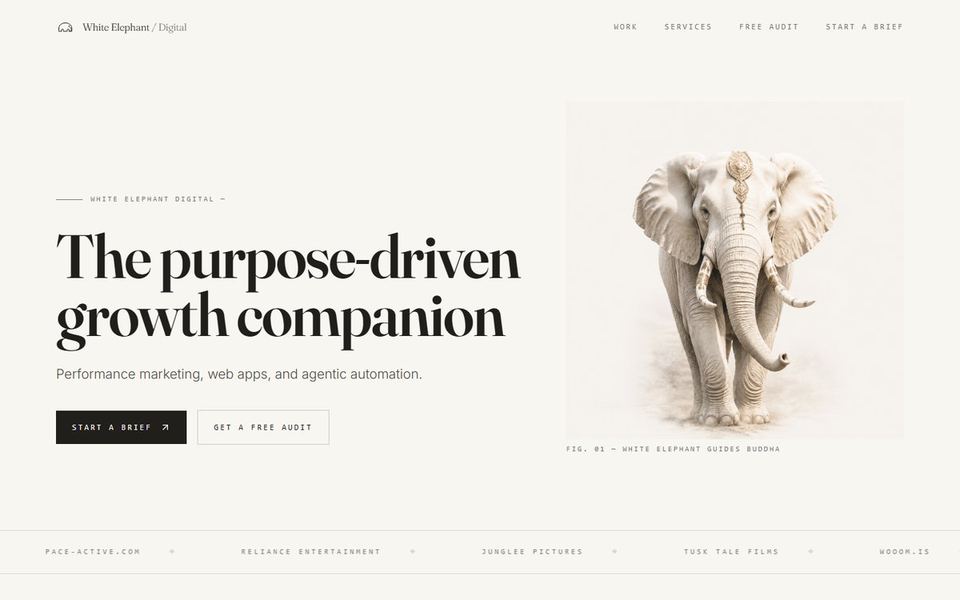 White Elephant / Digital
WORK SERVICES FREE AUDIT START A BRIEF
WHITE ELEPHANT DIGITAL —
The purpose-driven
growth companion
Performance marketing, web apps, and agentic automation.
START A BRIEF GET A FREE AUDIT
FIG. 01 — WHITE ELEPHANT GUIDES BUDDHA
PACE-ACTIVE.COM RELIANCE ENTERTAINMENT JUNGLEE PICTURES TUSK TALE FILMS WOOOM.IS